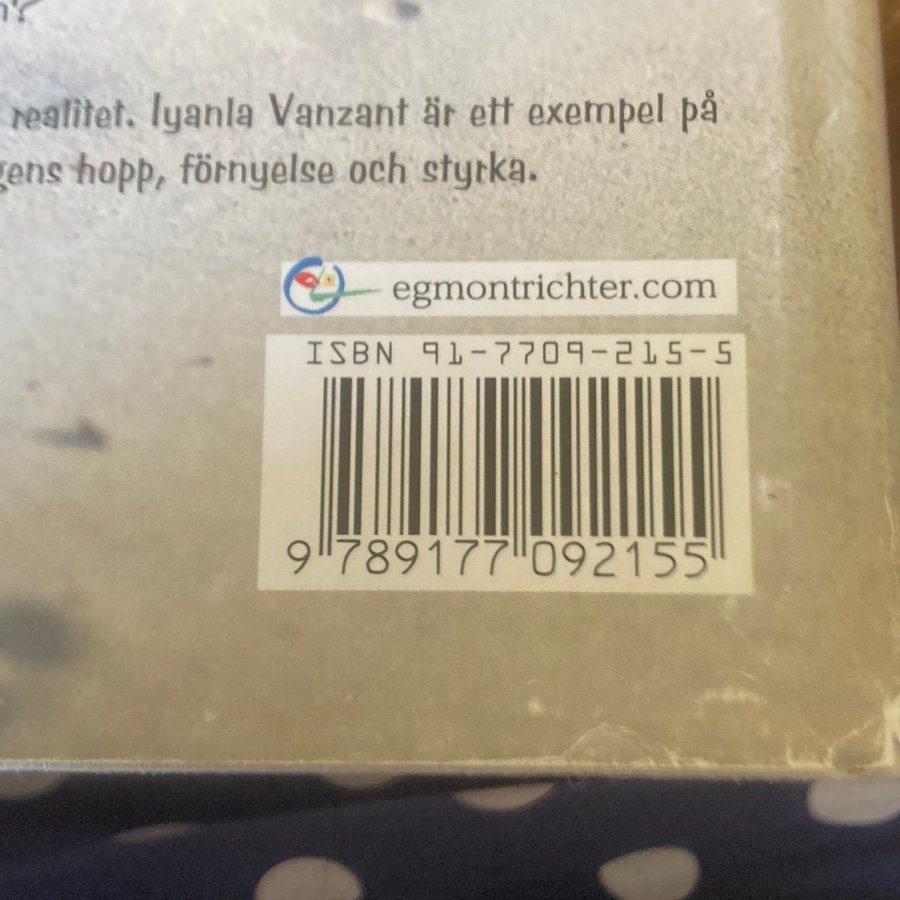 realitet. Iyanla Vanzant är ett exempel på
gens hopp, förnyelse och styrka.
egmontrichter.com
ISBN 91-7709-215-5
9 789177 092155